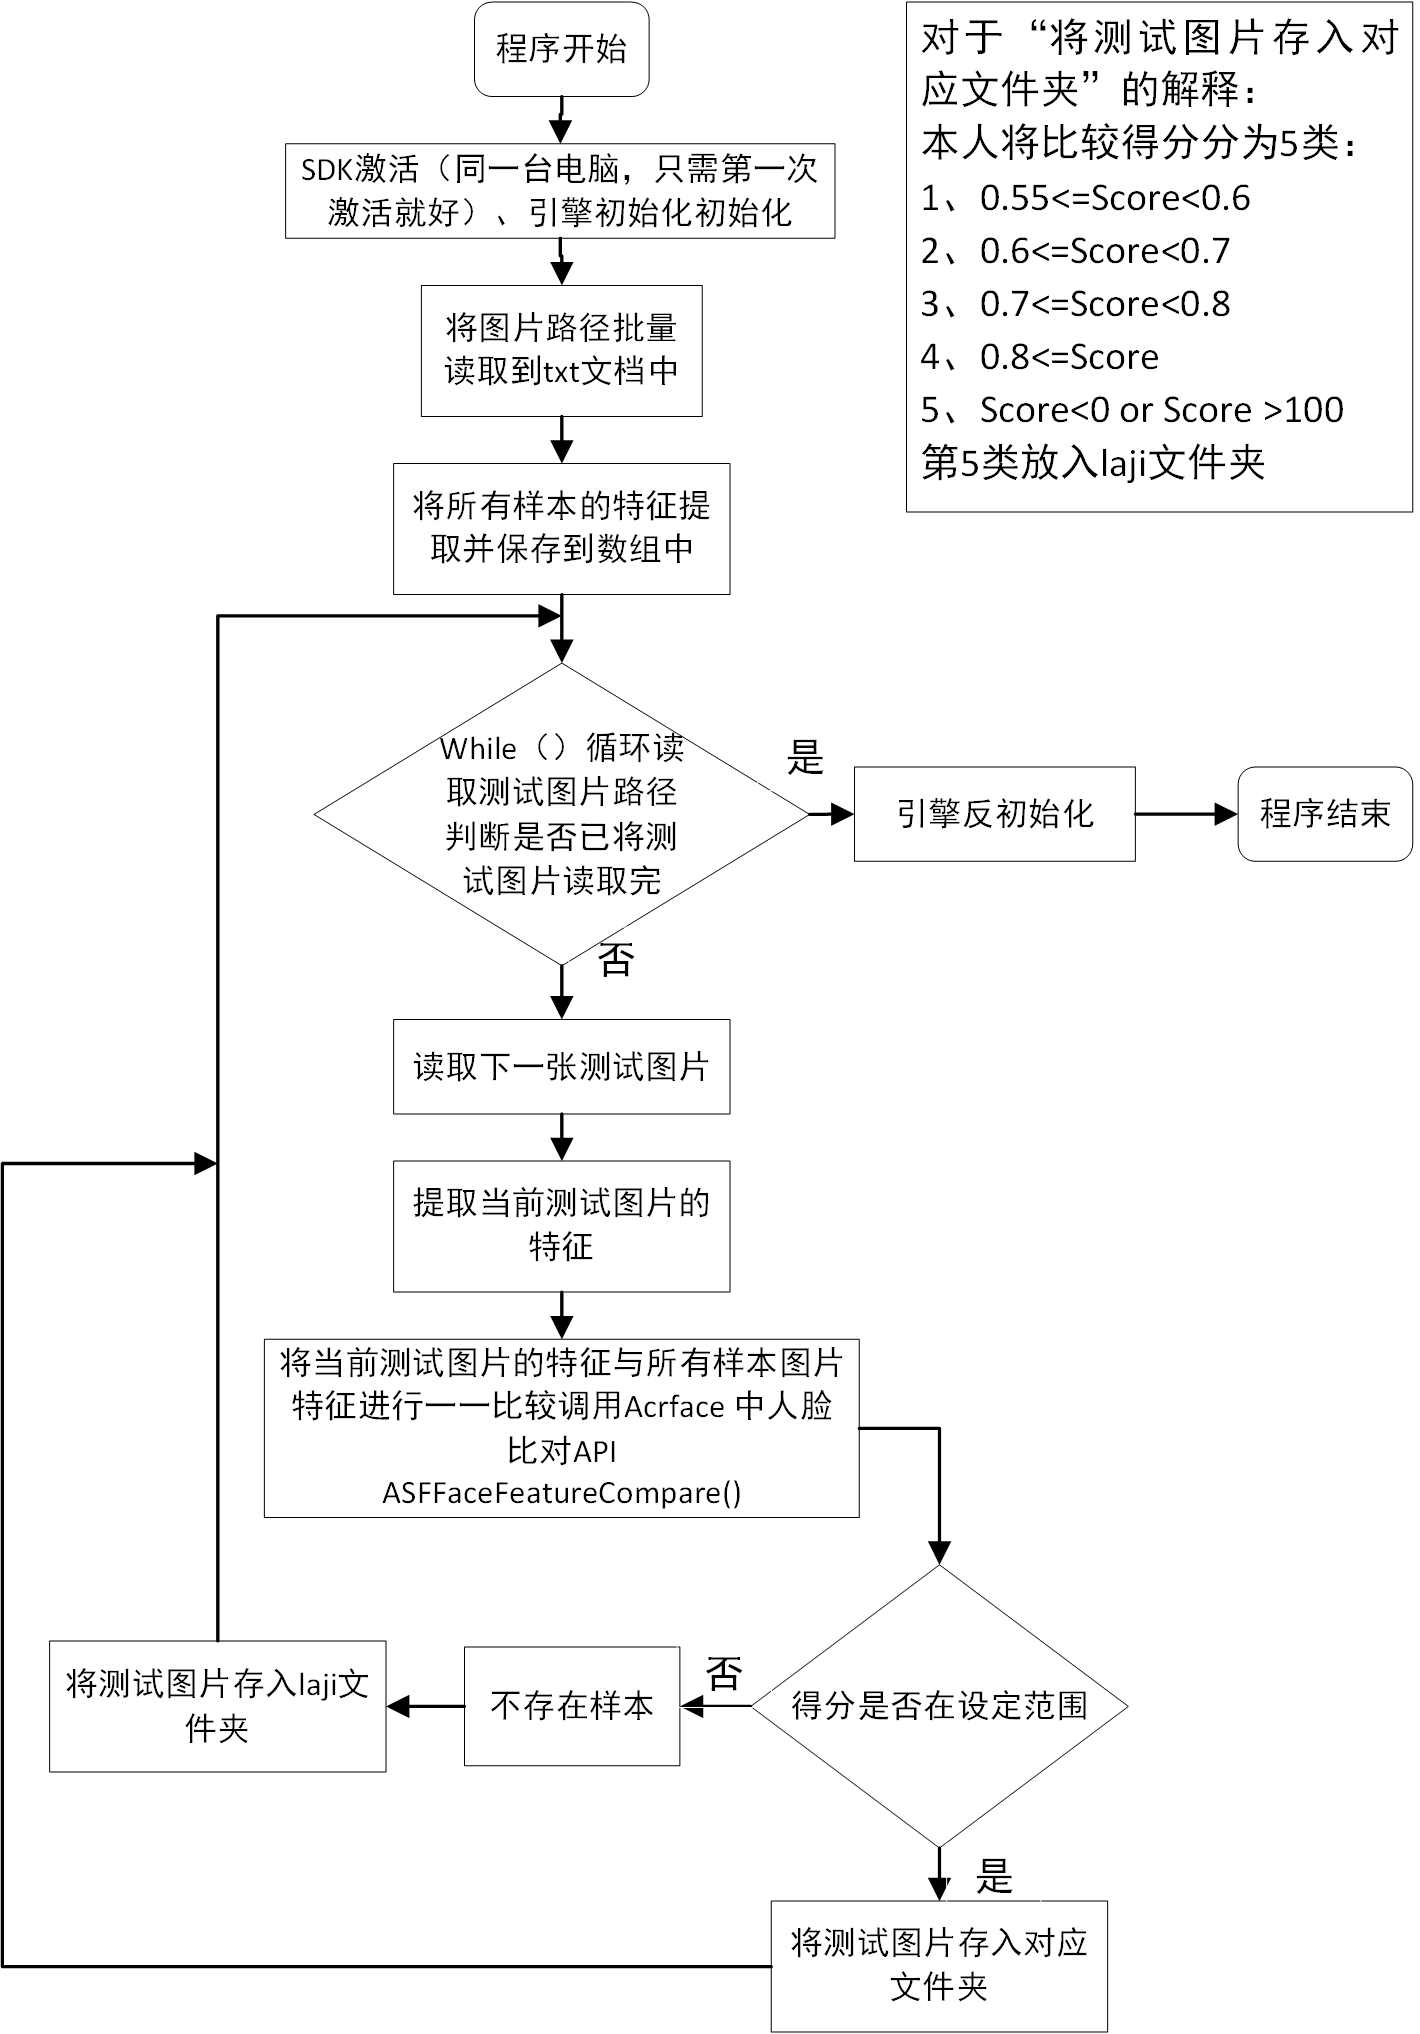 程序开始
SDK激活（同一台电脑，只需第一次
激活就好）、引擎初始化初始化
将图片路径批量
读取到txt文档中
将所有样本的特征提
取并保存到数组中
对于“将测试图片存入对
应文件夹”的解释：
本人将比较得分分为5类：
1、0.55<=Score<0.6
2、0.6<=Score<0.7
3、0.7<=Score<0.8
4、0.8<=Score
5、Score<0 or Score >100
第5类放入laji文件夹
While（）循环读
取测试图片路径
判断是否已将测
试图片读取完
是
引擎反初始化
程序结束
否
读取下一张测试图片
提取当前测试图片的
特征
将当前测试图片的特征与所有样本图片
特征进行一一比较调用Acrface 中人脸
比对API
ASFFaceFeatureCompare()
得分是否在设定范围
否
不存在样本
将测试图片存入laji文
件夹
是
将测试图片存入对应
文件夹